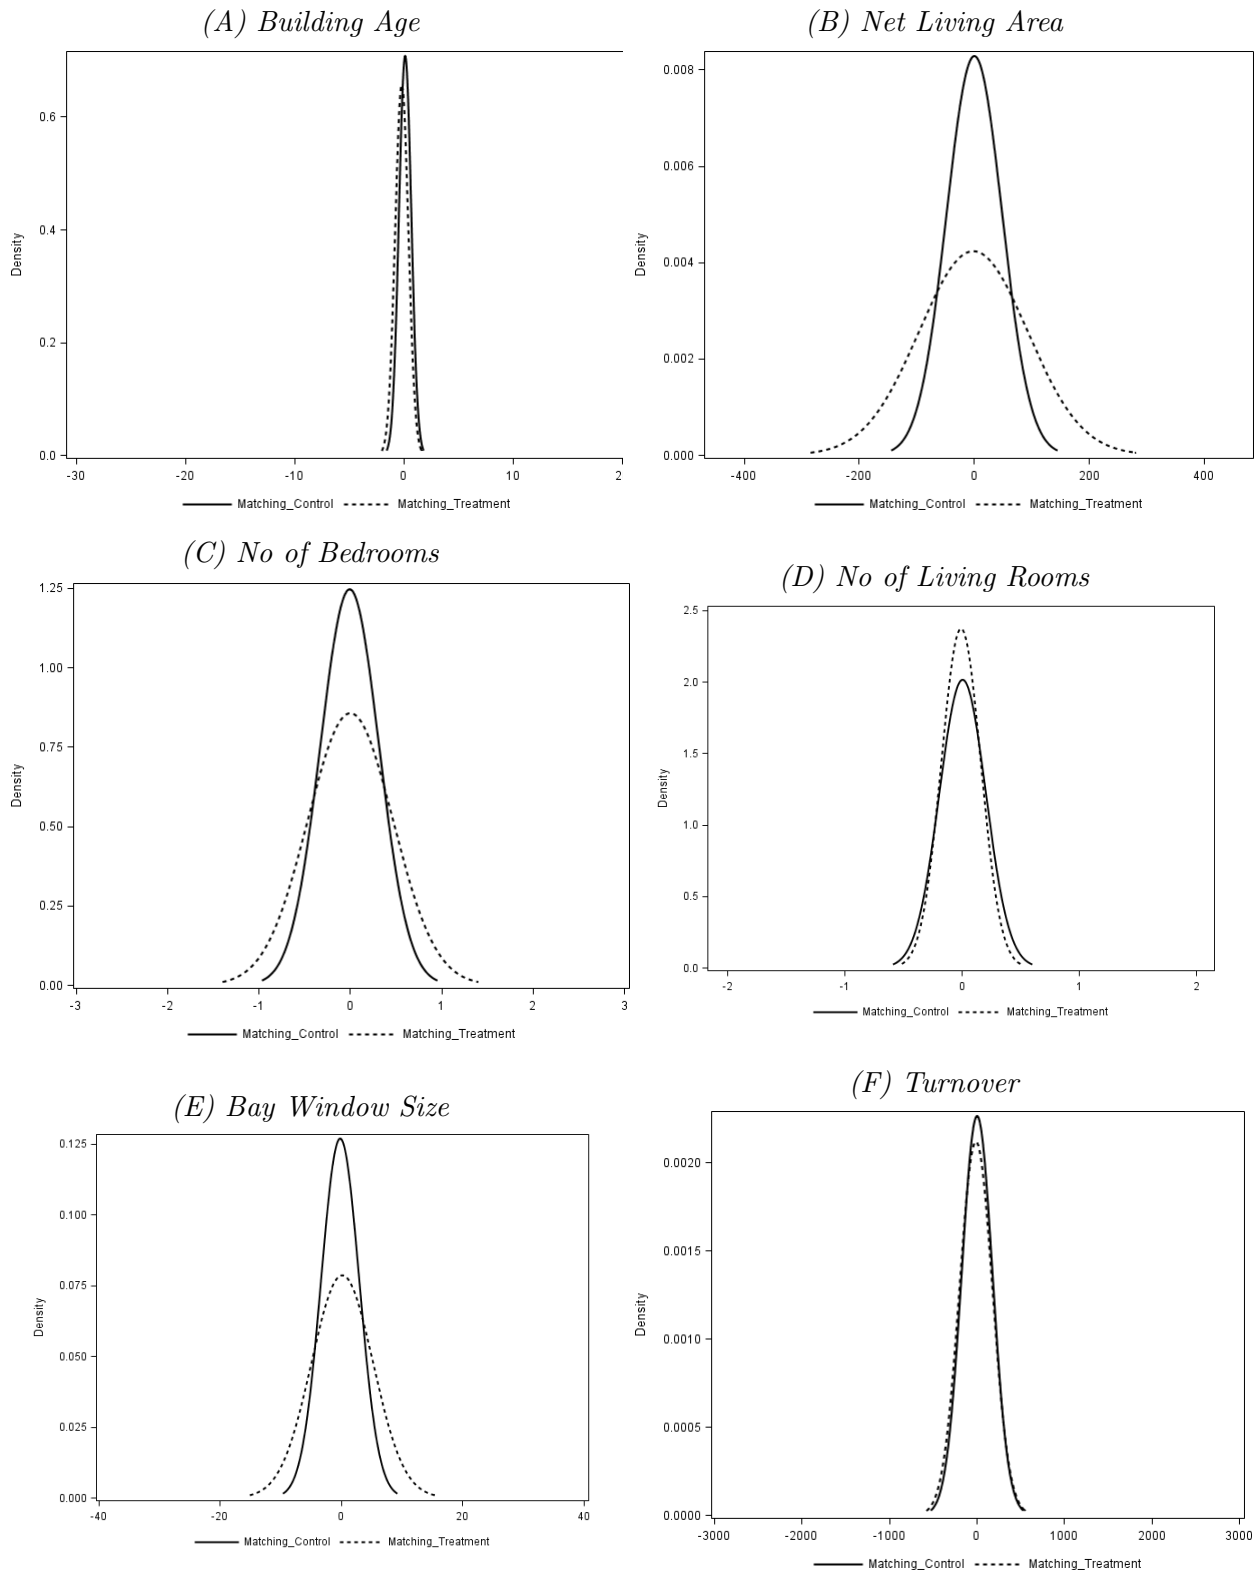 (A) Building Age
0.6
0.4
0.2
0.0
Density
-30 -20 -10 0 10 2
Matching_Control Matching_Treatment
(B) Net Living Area
0.008
0.006
0.004
0.002
0.000
Density
-400 -200 0 200 400
Matching_Control Matching_Treatment
(C) No of Bedrooms
1.25
1.00
0.75
0.50
0.25
0.00
Density
-3 -2 -1 0 1 2 3
Matching_Control Matching_Treatment
(D) No of Living Rooms
2.5
2.0
1.5
1.0
0.5
0.0
Density
-2 -1 0 1 2
Matching_Control Matching_Treatment
(E) Bay Window Size
0.125
0.100
0.075
0.050
0.025
0.000
Density
-40 -20 0 20 40
Matching_Control Matching_Treatment
(F) Turnover
0.0020
0.0015
0.0010
0.0005
0.0000
Density
-3000 -2000 -1000 0 1000 2000 3000
Matching_Control Matching_Treatment